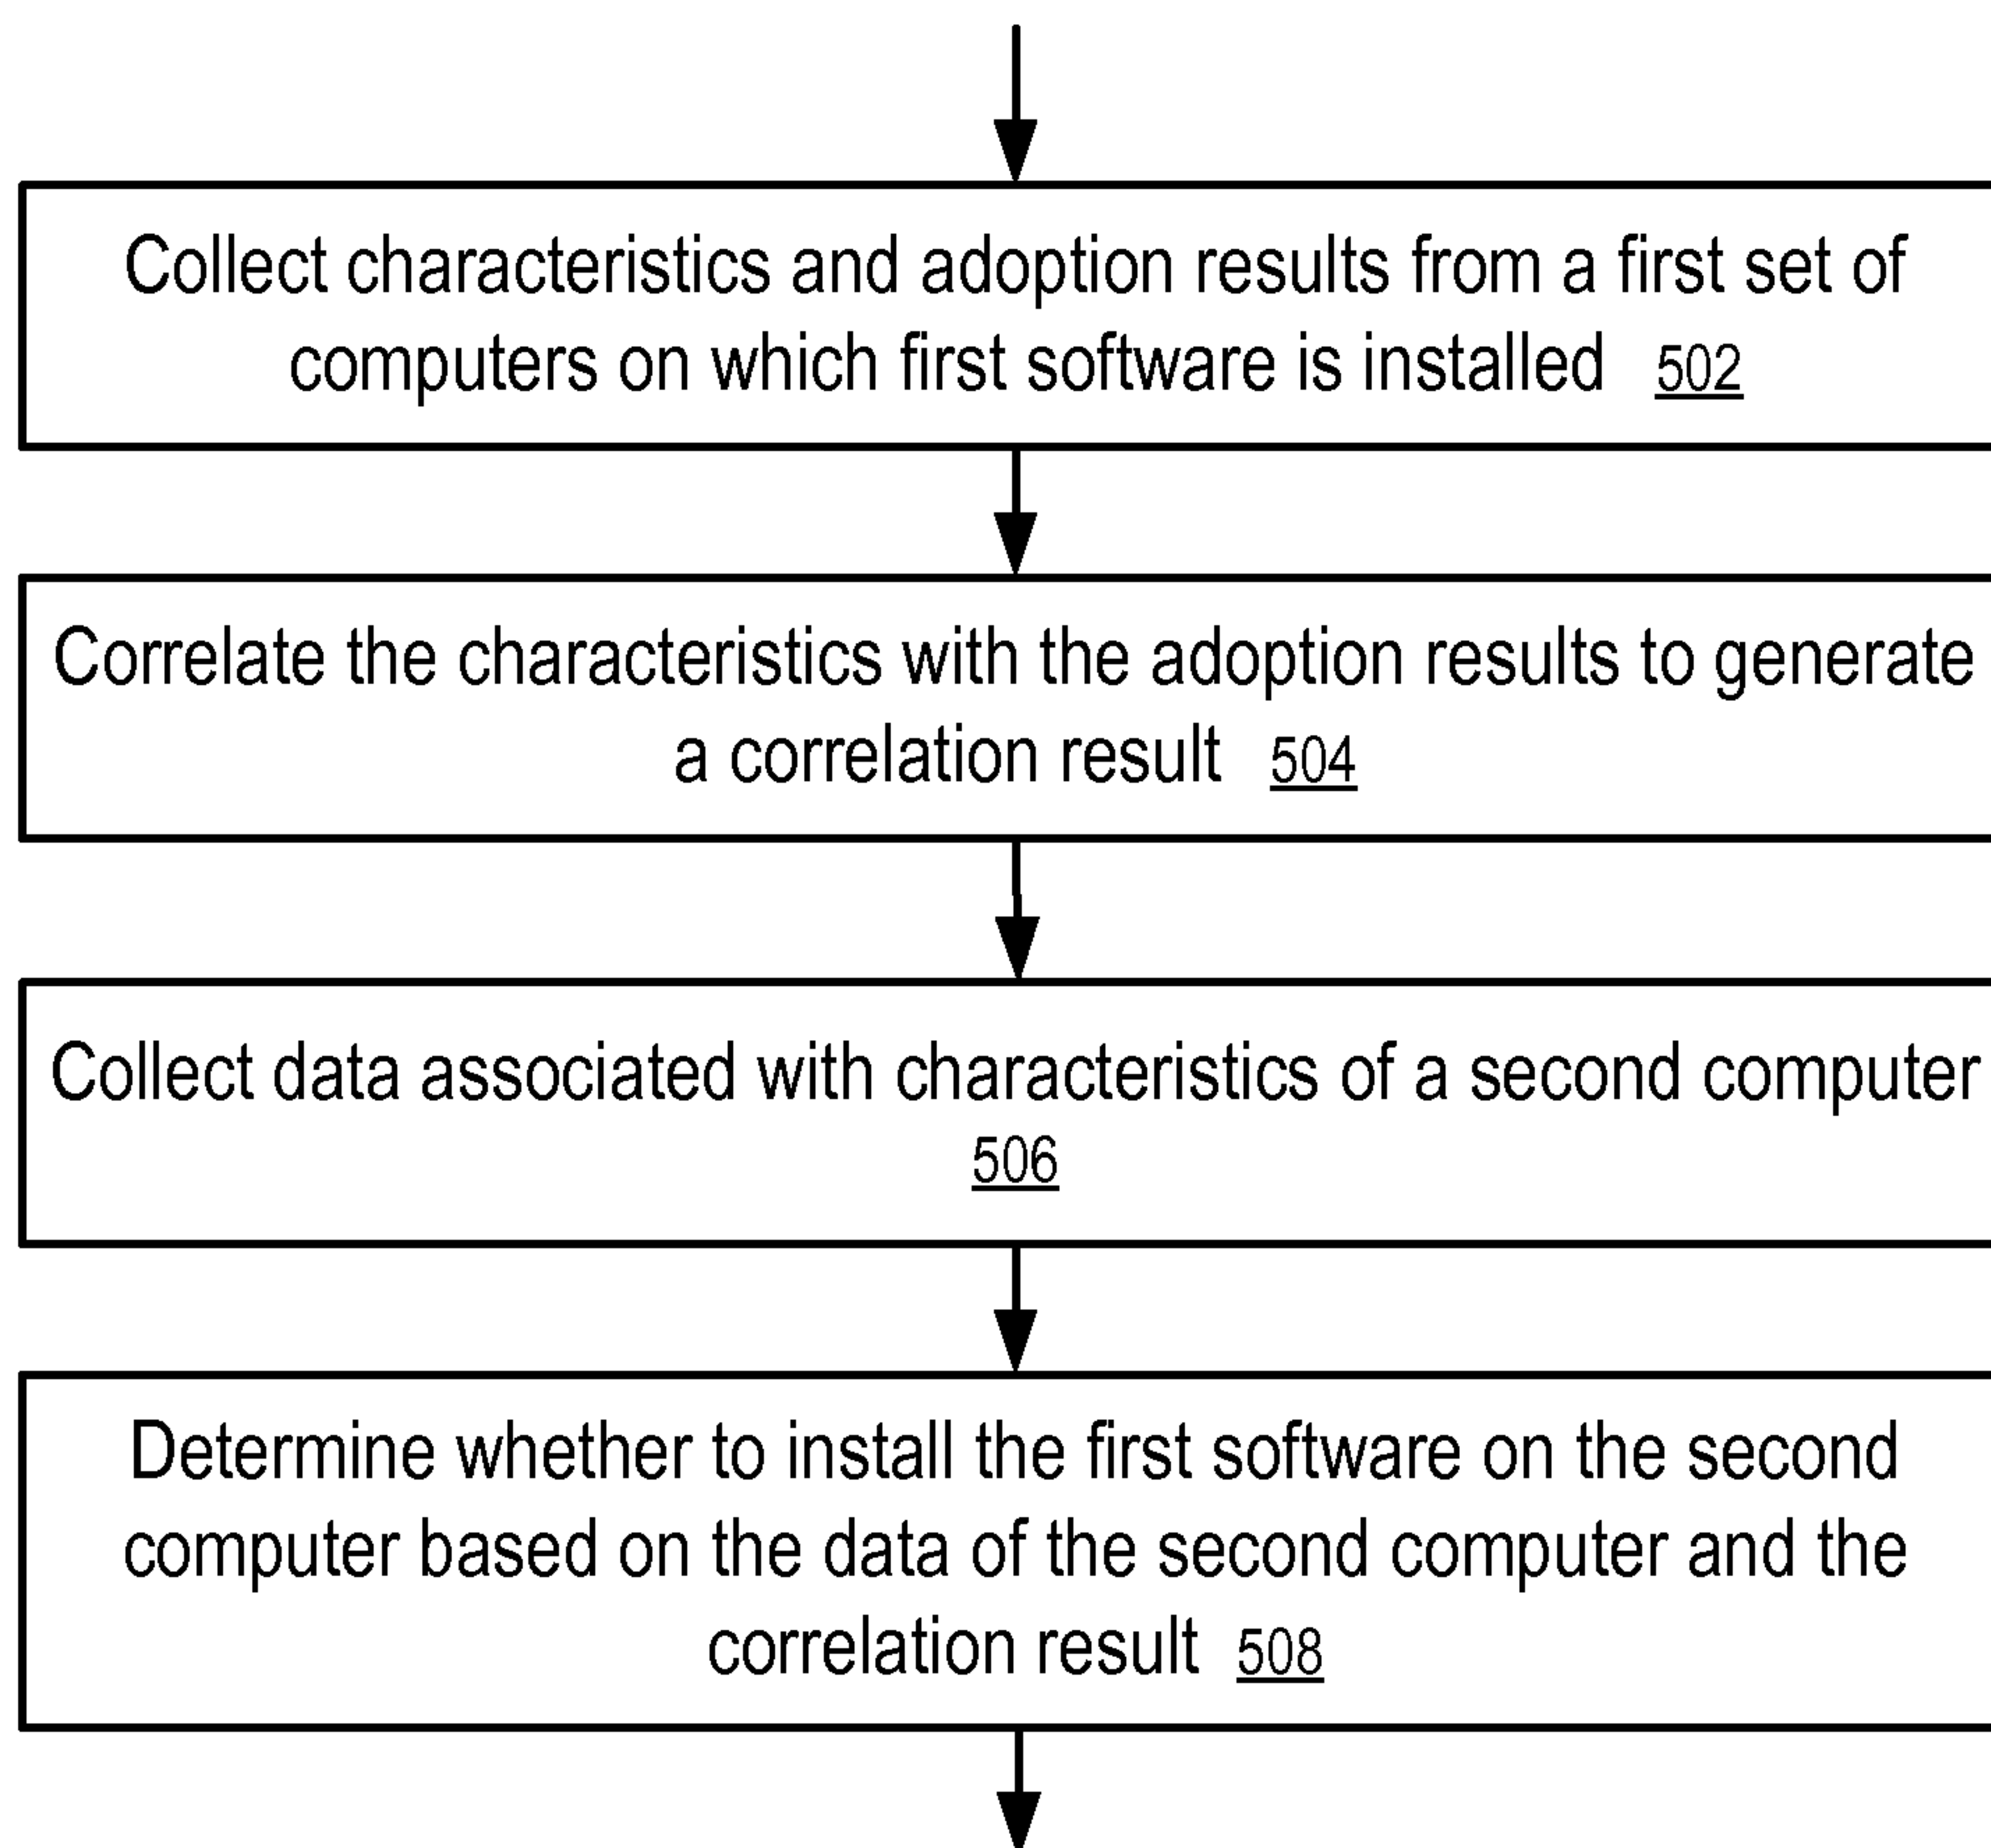 Collect characteristics and adoption results from a first set of
computers on which first software is installed 502
Correlate the characteristics with the adoption results to generate
a correlation result 504
Collect data associated with characteristics of a second computer
506
Determine whether to install the first software on the second
computer based on the data of the second computer and the
correlation result 508